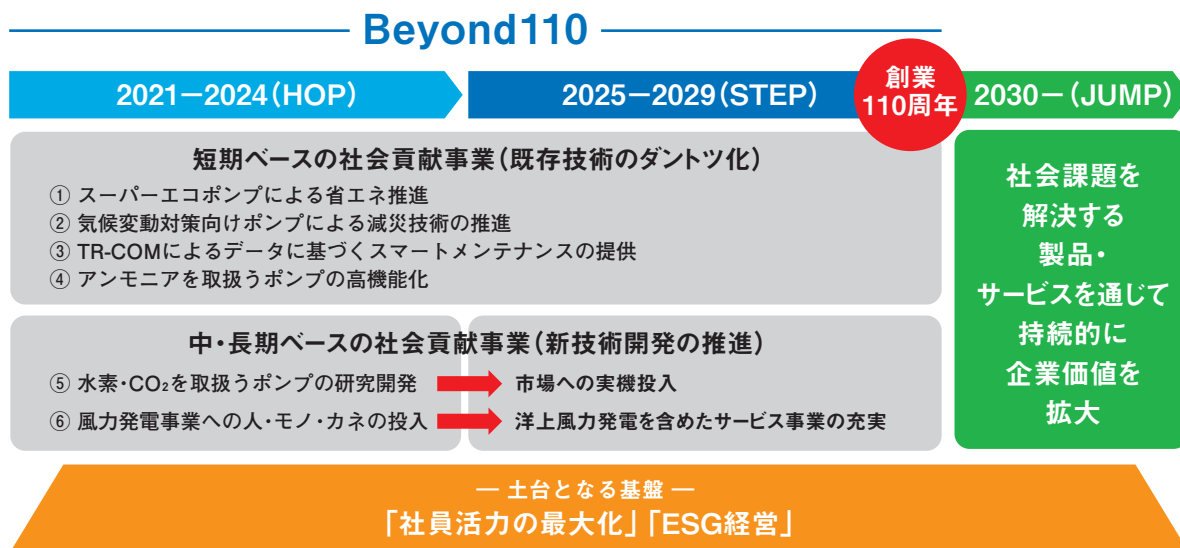 Beyond110
2021－2024（HOP）
2025－2029（STEP）
創業
110周年
2030－（JUMP）
短期ベースの社会貢献事業（既存技術のダントツ化）
① スーパーエコポンプによる省エネ推進
② 気候変動対策向けポンプによる減災技術の推進
③ TR-COMによるデータに基づくスマートメンテナンスの提供
④ アンモニアを取扱うポンプの高機能化
中・長期ベースの社会貢献事業（新技術開発の推進）
⑤ 水素・CO₂を取扱うポンプの研究開発
市場への実機投入
⑥ 風力発電事業への人・モノ・カネの投入
洋上風力発電を含めたサービス事業の充実
社会課題を
解決する
製品・
サービスを通じて
持続的に
企業価値を
拡大
― 土台となる基盤 ―
「社員活力の最大化」「ESG経営」